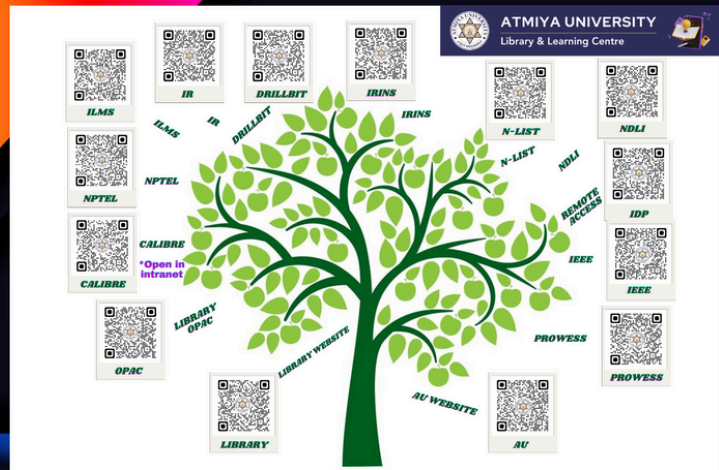 ATMIYA UNIVERSITY
Library & Learning Centre
ILMS
IR
DRILLBIT
IRINS
N-LIST
NDLI
ILMS
IR
DRILLBIT
IRINS
N-LIST
NDLI
NPTEL
NPTEL
REMOTE
ACCESS
IDP
CALIBRE
*Open in
intranet
CALIBRE
IEEE
IEEE
LIBRARY
OPAC
OPAC
LIBRARY WEBSITE
PROWESS
PROWESS
AU WEBSITE
LIBRARY
AU